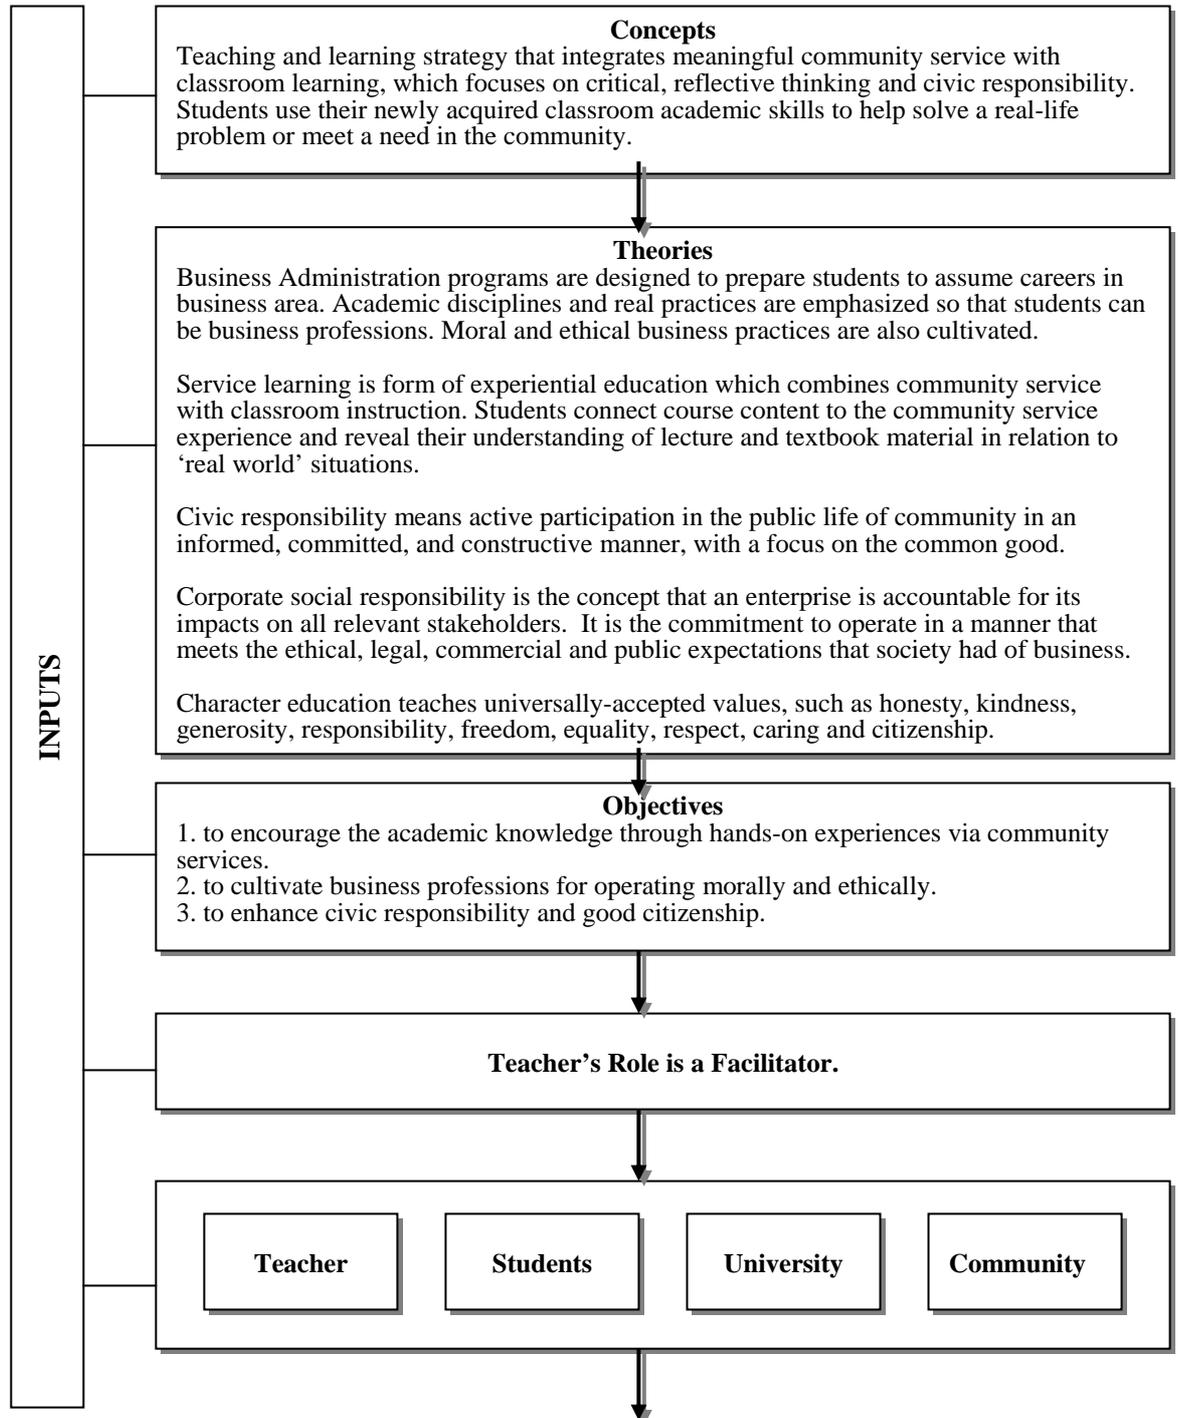 Concepts
Teaching and learning strategy that integrates meaningful community service with
classroom learning, which focuses on critical, reflective thinking and civic responsibility.
Students use their newly acquired classroom academic skills to help solve a real-life
problem or meet a need in the community.
Theories
Business Administration programs are designed to prepare students to assume careers in
business area. Academic disciplines and real practices are emphasized so that students can
be business professions. Moral and ethical business practices are also cultivated.
Service learning is form of experiential education which combines community service
with classroom instruction. Students connect course content to the community service
experience and reveal their understanding of lecture and textbook material in relation to
‘real world’ situations.
Civic responsibility means active participation in the public life of community in an
informed, committed, and constructive manner, with a focus on the common good.
Corporate social responsibility is the concept that an enterprise is accountable for its
impacts on all relevant stakeholders.  It is the commitment to operate in a manner that
meets the ethical, legal, commercial and public expectations that society had of business.
Character education teaches universally-accepted values, such as honesty, kindness,
generosity, responsibility, freedom, equality, respect, caring and citizenship.
INPUTS
Objectives
1. to encourage the academic knowledge through hands-on experiences via community
services.
2. to cultivate business professions for operating morally and ethically.
3. to enhance civic responsibility and good citizenship.
Teacher’s Role is a Facilitator.
Teacher
Students
University
Community